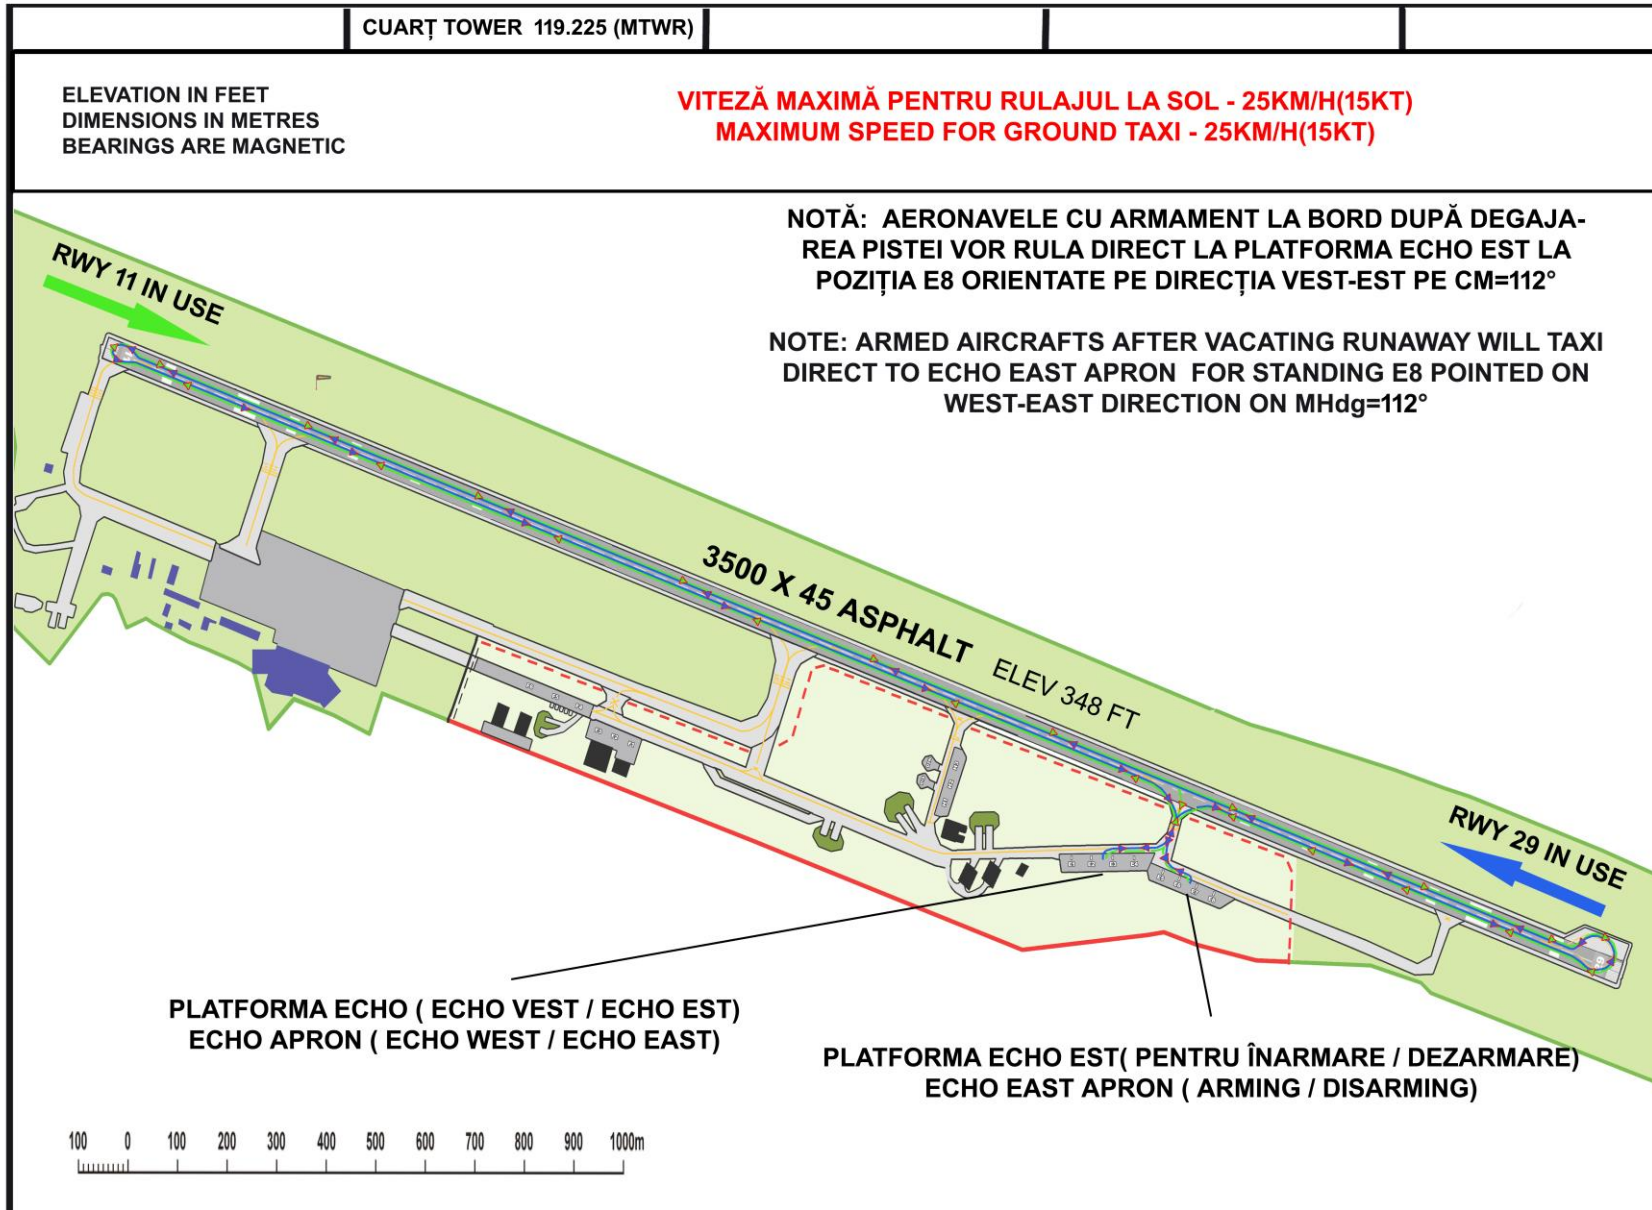 CUARȚ TOWER 119.225 (MTWR)
ELEVATION IN FEET
DIMENSIONS IN METRES
BEARINGS ARE MAGNETIC
VITEZĂ MAXIMĂ PENTRU RULAJUL LA SOL - 25KM/H(15KT)
MAXIMUM SPEED FOR GROUND TAXI - 25KM/H(15KT)
NOTĂ: AERONAVELE CU ARMAMENT LA BORD DUPĂ DEGAJA-
REA PISTEI VOR RULA DIRECT LA PLATFORMA ECHO EST LA
POZIȚIA E8 ORIENTATE PE DIRECȚIA VEST-EST PE CM=112°
NOTE: ARMED AIRCRAFTS AFTER VACATING RUNAWAY WILL TAXI
DIRECT TO ECHO EAST APRON FOR STANDING E8 POINTED ON
WEST-EAST DIRECTION ON MHdg=112°
RWY 11 IN USE
3500 X 45 ASPHALT
ELEV 348 FT
RWY 29 IN USE
PLATFORMA ECHO ( ECHO VEST / ECHO EST)
ECHO APRON ( ECHO WEST / ECHO EAST)
PLATFORMA ECHO EST( PENTRU ÎNARMARE / DEZARMARE)
ECHO EAST APRON ( ARMING / DISARMING)
100 0 100 200 300 400 500 600 700 800 900 1000m